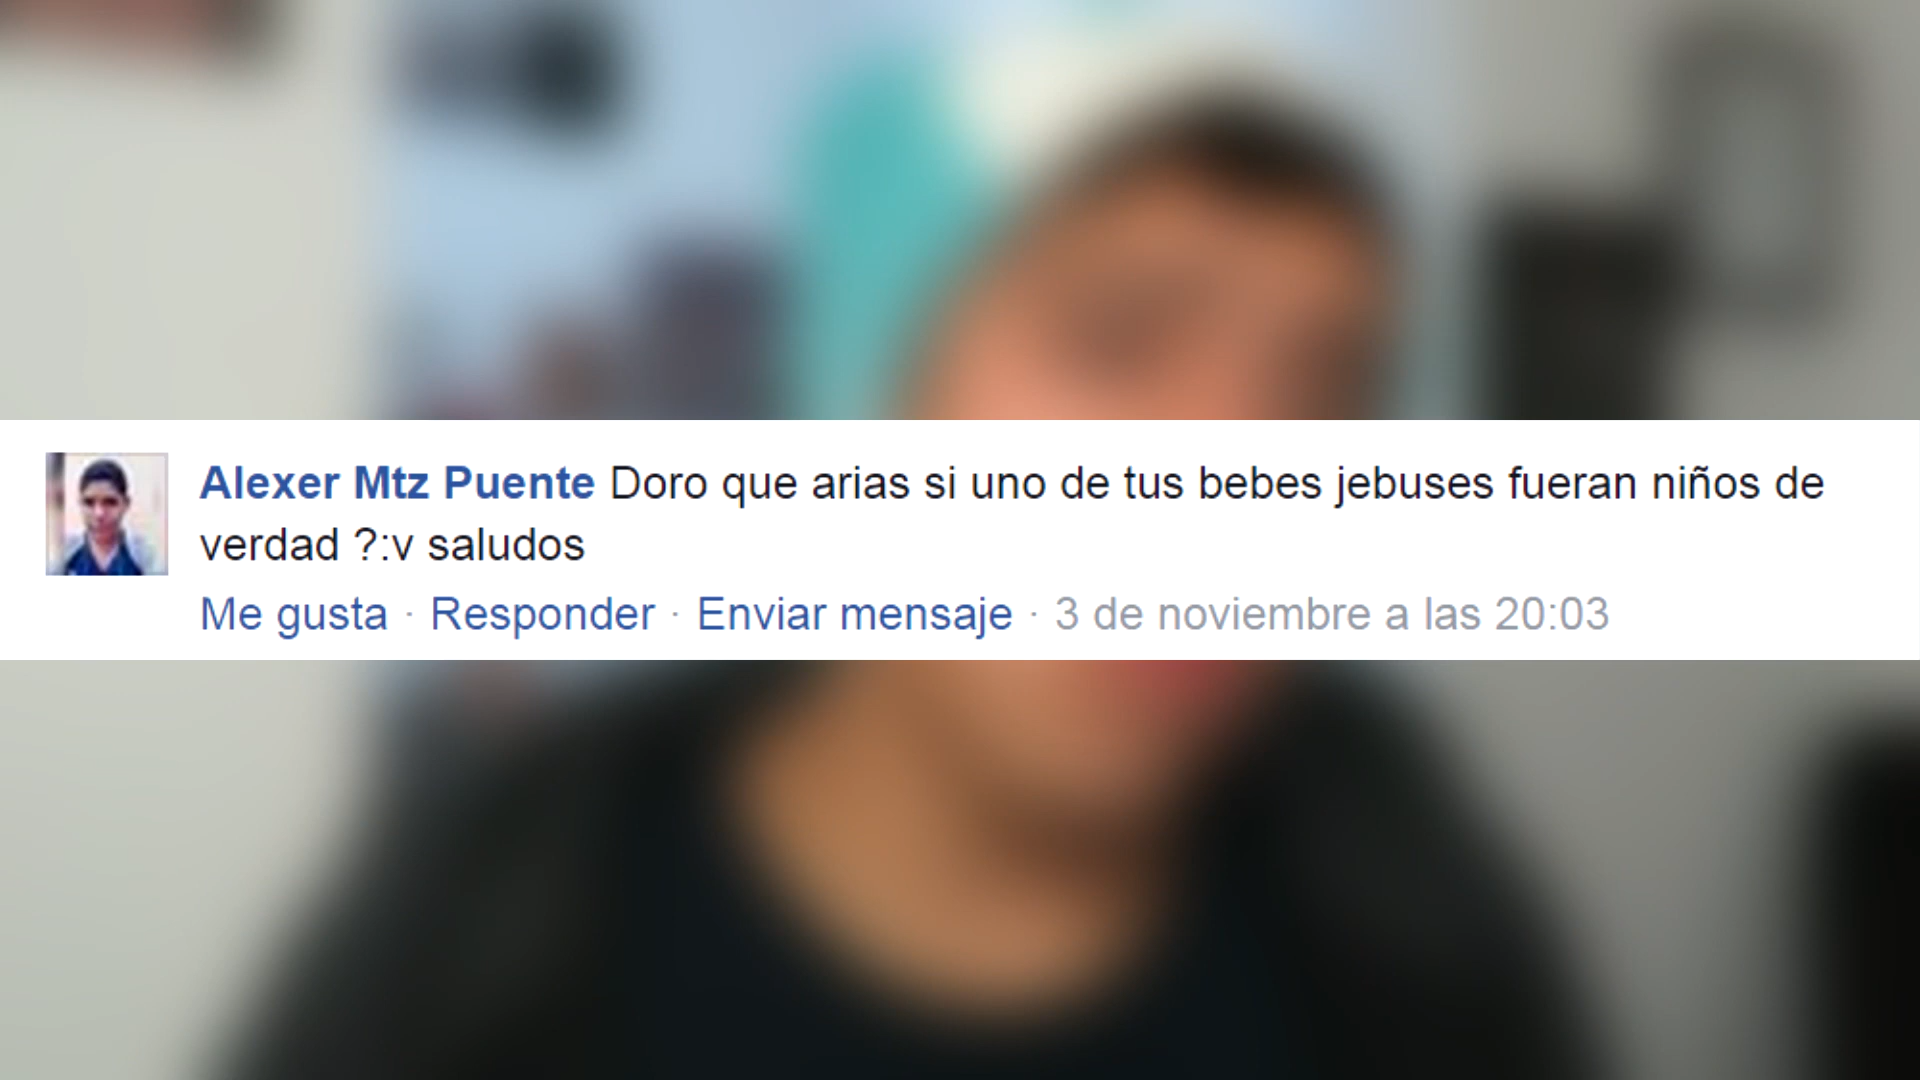 Alexer Mtz Puente Doro que arias si uno de tus bebes jebuses fueran niños de
verdad ?:v saludos
Me gusta · Responder · Enviar mensaje · 3 de noviembre a las 20:03